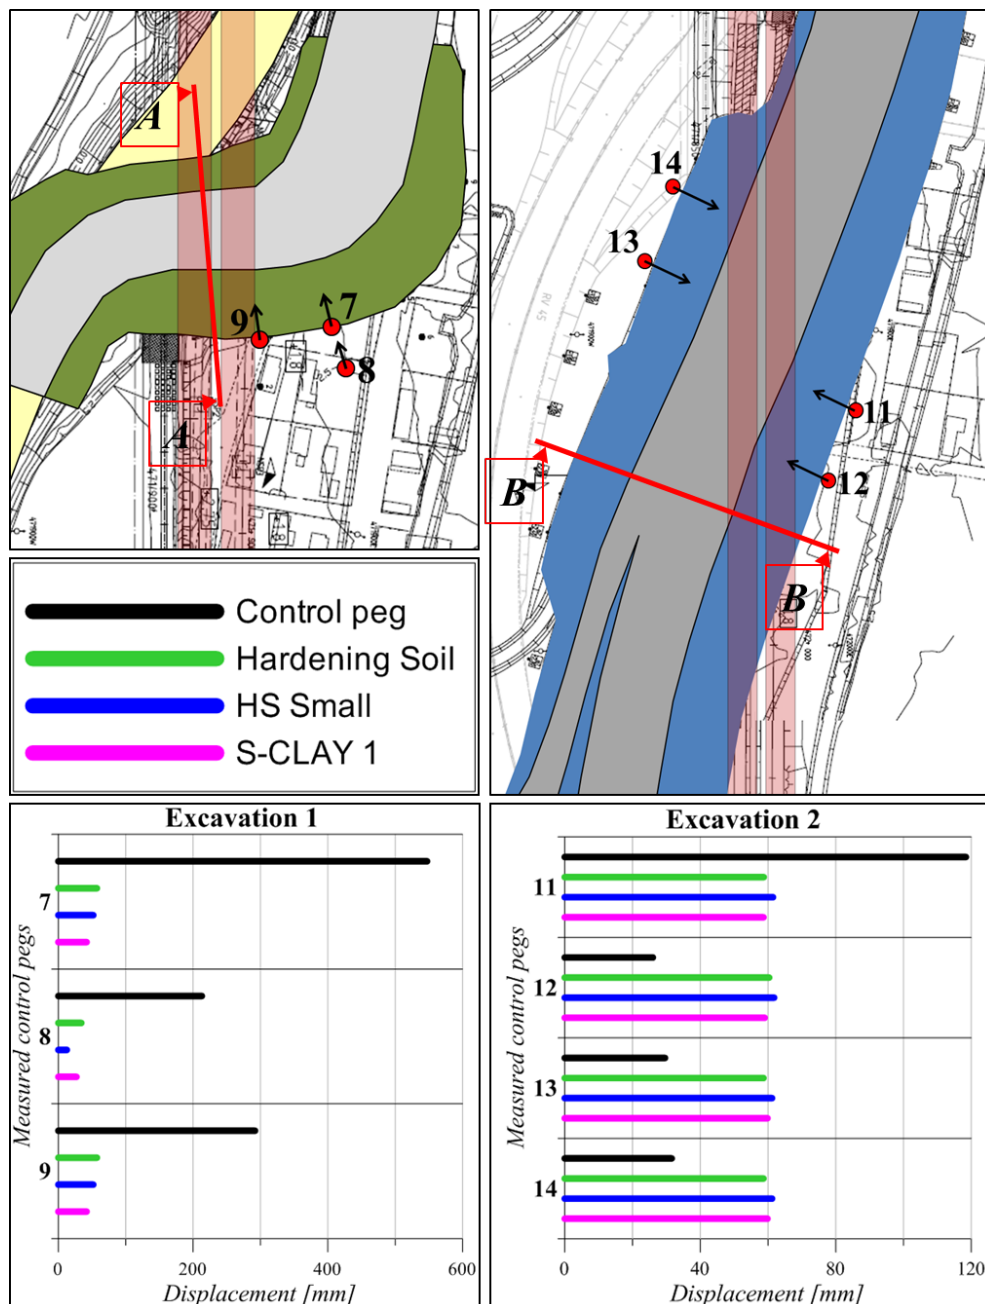 A
A
9
7
8
14
13
RV 45
11
12
B
B
Control peg
Hardening Soil
HS Small
S-CLAY 1
Excavation 1
Measured control pegs
7
8
9
0
200
400
600
Displacement [mm]
Excavation 2
Measured control pegs
11
12
13
14
0
40
80
120
Displacement [mm]